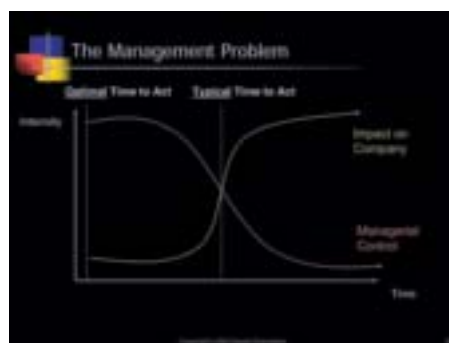 The Management Problem
Optimal Time to Act Typical Time to Act
Intensity
Impact on
Company
Managerial
Control
Time